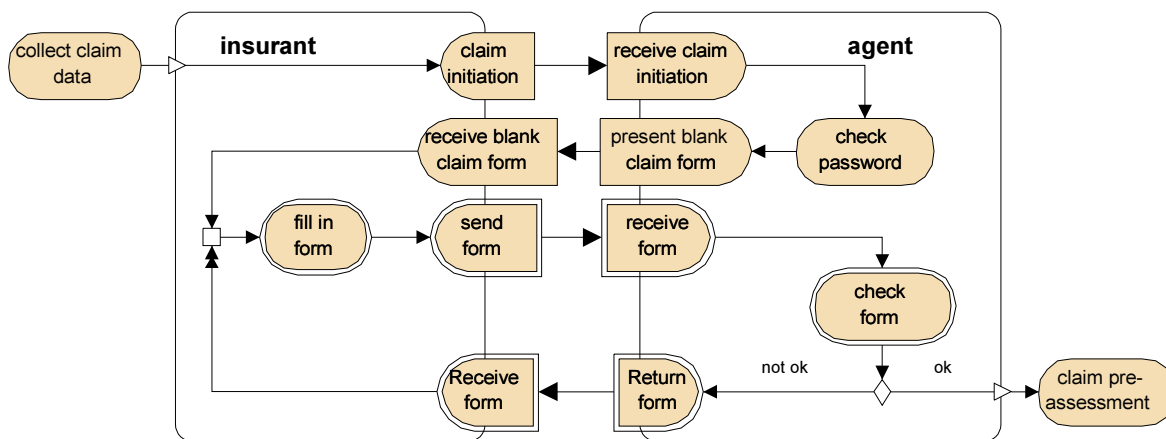 insurant
agent
collect claim
data
claim
initiation
receive claim
initiation
receive blank
claim form
present blank
claim form
check
password
fill in
form
send
form
receive
form
check
form
not ok
ok
Receive
form
Return
form
claim pre-
assessment